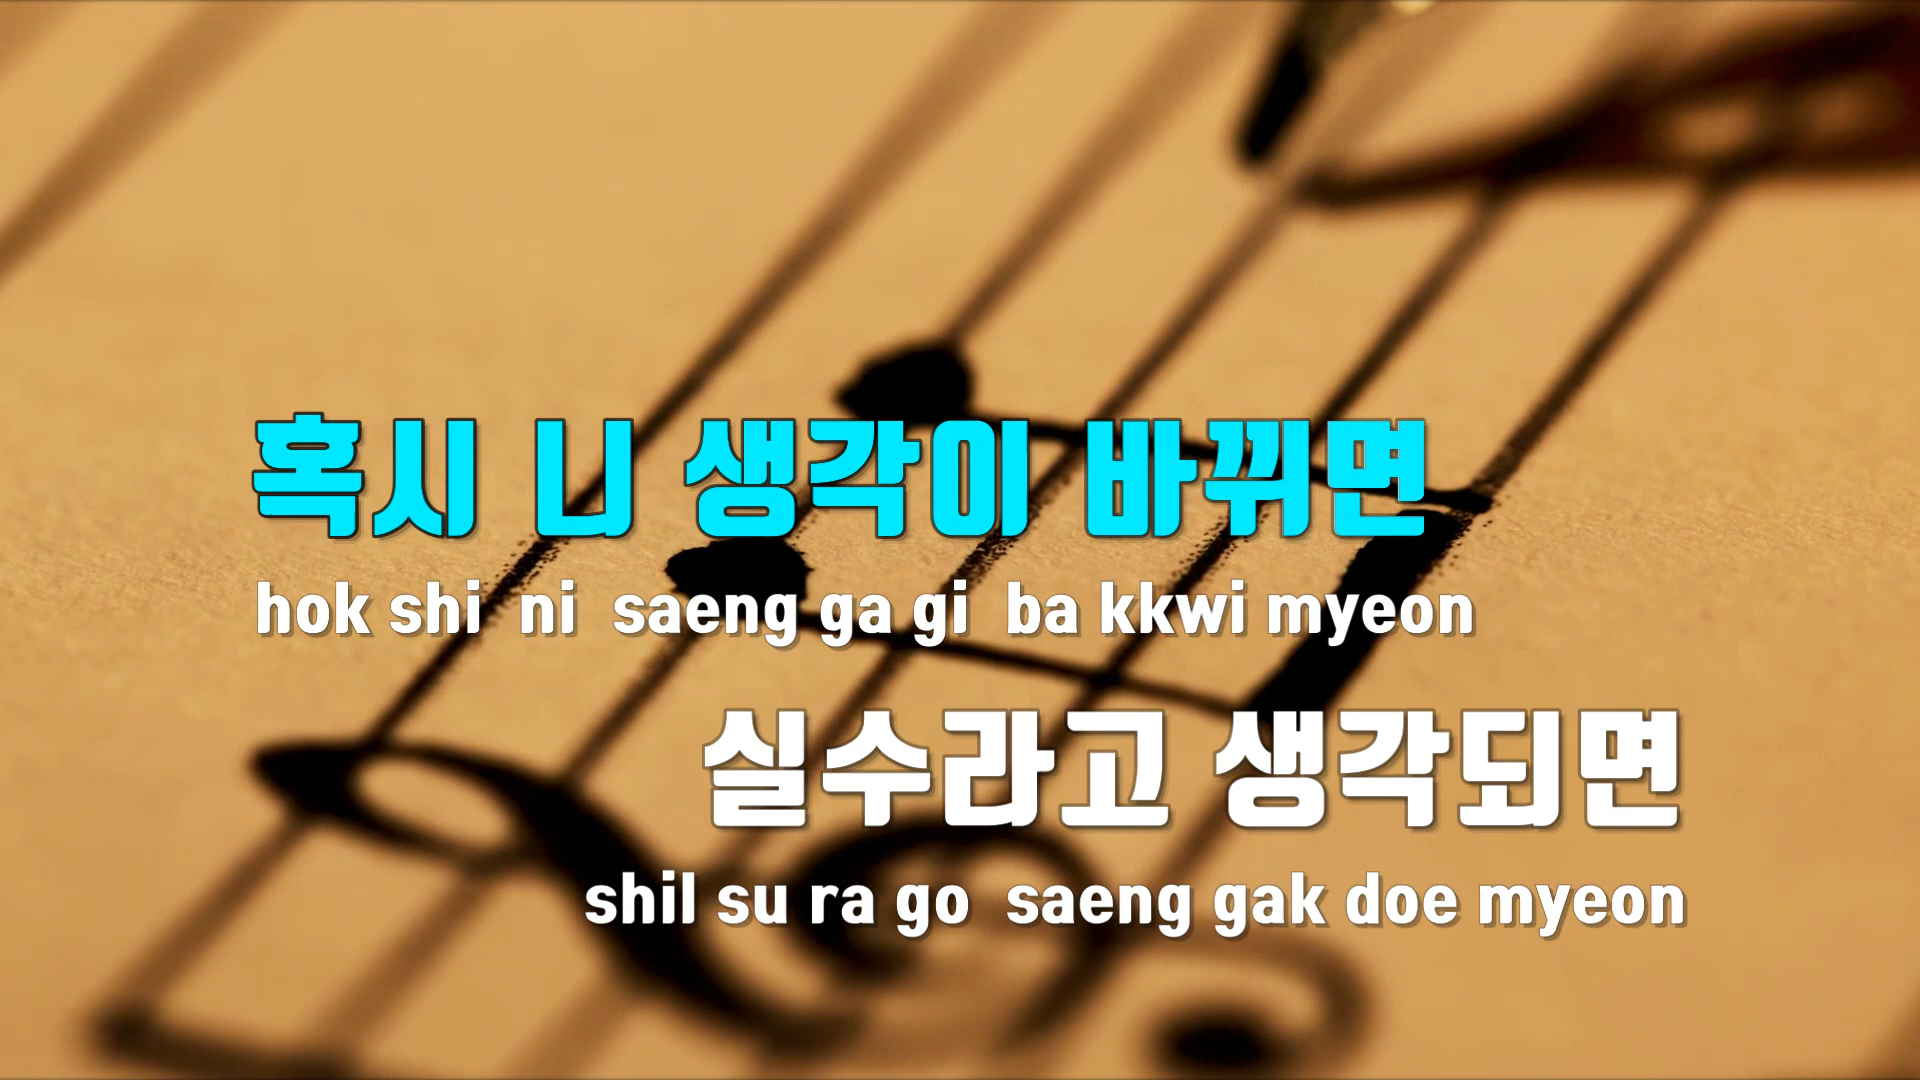 혹시 니 생각이 바뀌면
hok shi ni saeng ga gi ba kkwi myeon
실수라고 생각되면
shil su ra go saeng gak doe myeon